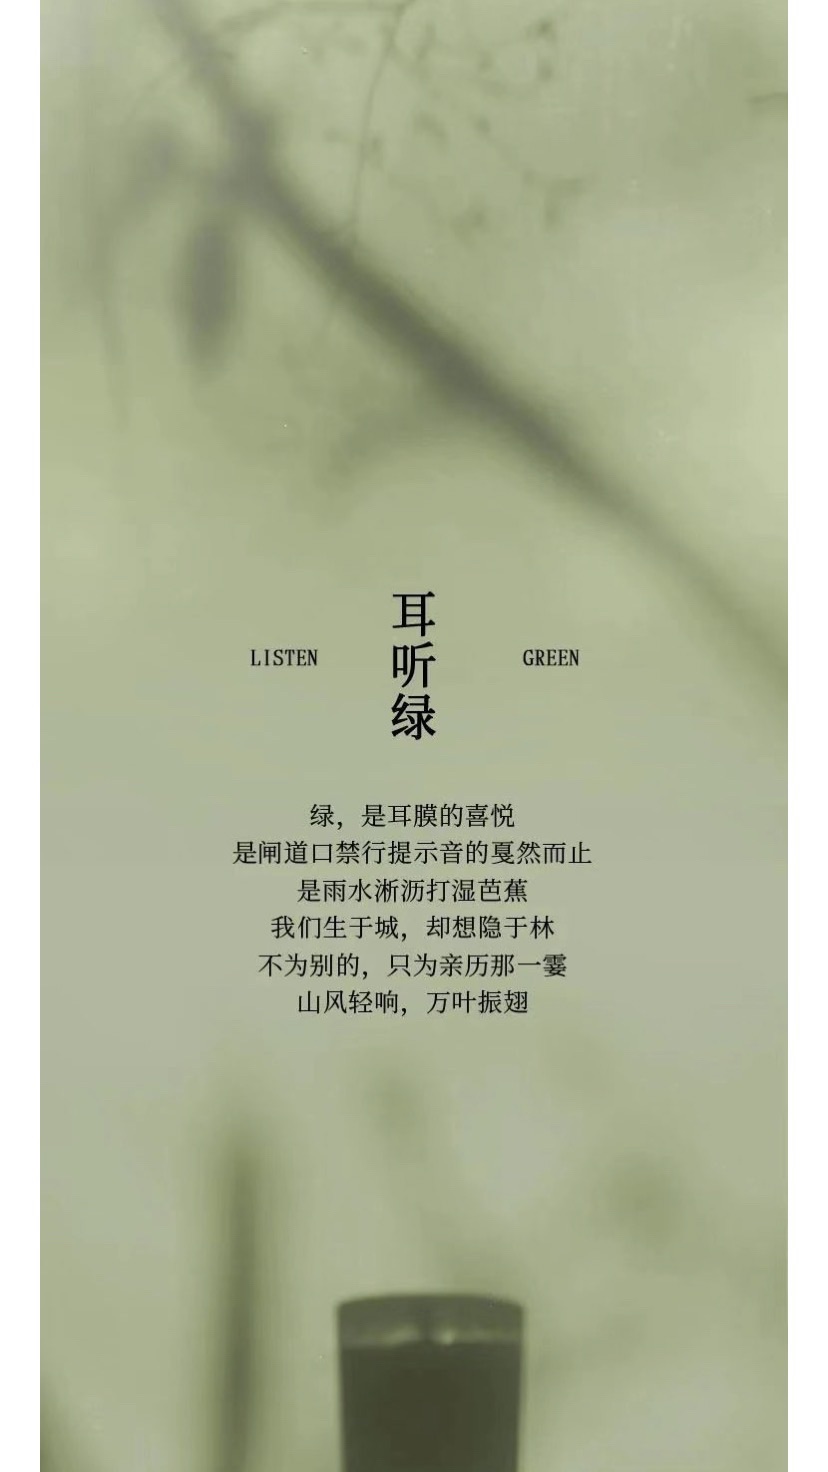 耳听绿
LISTEN
GREEN
绿，是耳膜的喜悦
是闸道口禁行提示音的戛然而止
是雨水淅沥打湿芭蕉
我们生于城，却想隐于林
不为别的，只为亲历那一霎
山风轻响，万叶振翅